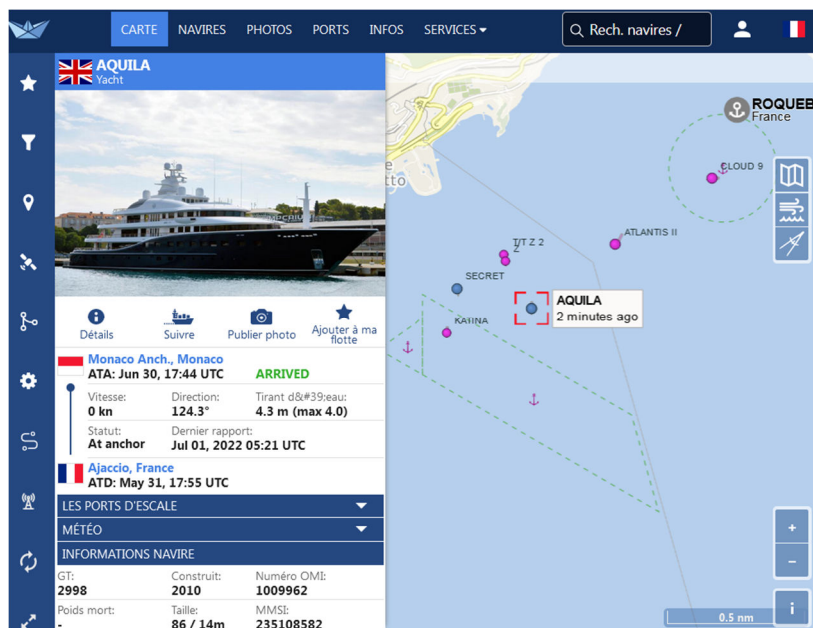 CARTE NAVIRES PHOTOS PORTS INFOS SERVICES Rech. navires /
AQUILA
Yacht
Détails Suivre Publier photo Ajouter à ma flotte
Monaco Anch., Monaco
ATA: Jun 30, 17:44 UTC ARRIVED
Vitesse: Direction: Tirant d&#39;eau:
0 kn 124.3° 4.3 m (max 4.0)
Statut: Dernier rapport:
At anchor Jul 01, 2022 05:21 UTC
Ajaccio, France
ATD: May 31, 17:55 UTC
LES PORTS D'ESCALE
MÉTÉO
INFORMATIONS NAVIRE
GT: Construit: Numéro OMI:
2998 2010 1009962
Poids mort: Taille: MMSI:
- 86 / 14m 235108582
ROQUEB
France
CLOUD 9
ATLANTIS II
T/T Z 2
SECRET
AQUILA
2 minutes ago
KATINA
0.5 nm